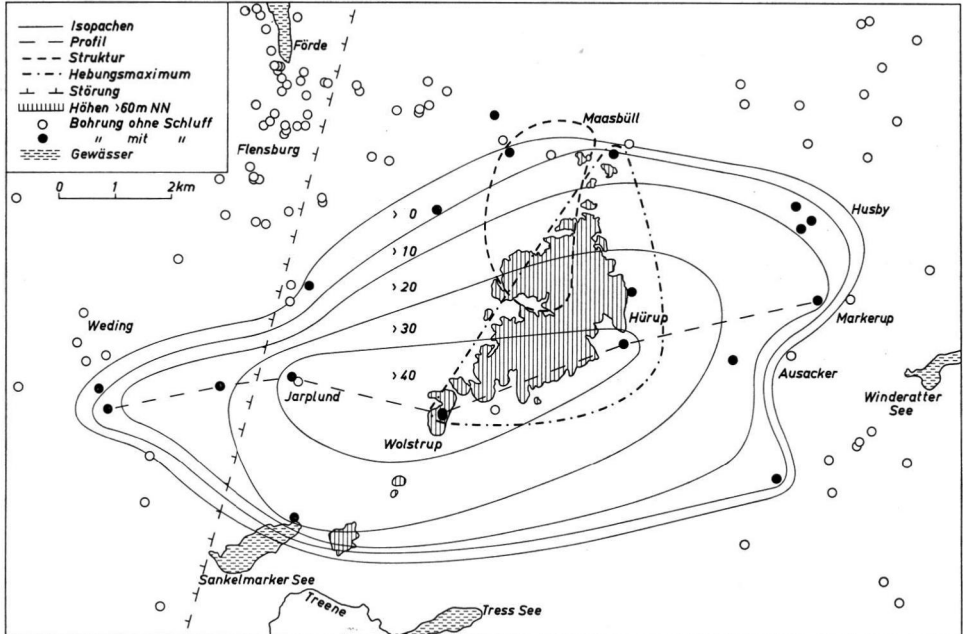 Isopachen
Profil
Struktur
Hebungsmaximum
Störung
Höhen >60m NN
Bohrung ohne Schluff
" mit "
Gewässer
0 1 2km
Förde
Flensburg
Maasbüll
Husby
> 0
> 10
> 20
> 30
> 40
Weding
Hürup
Markerup
Ausacker
Winderatter
See
Jarplund
Wolstrup
Sankelmarker See
Treene
Tress See